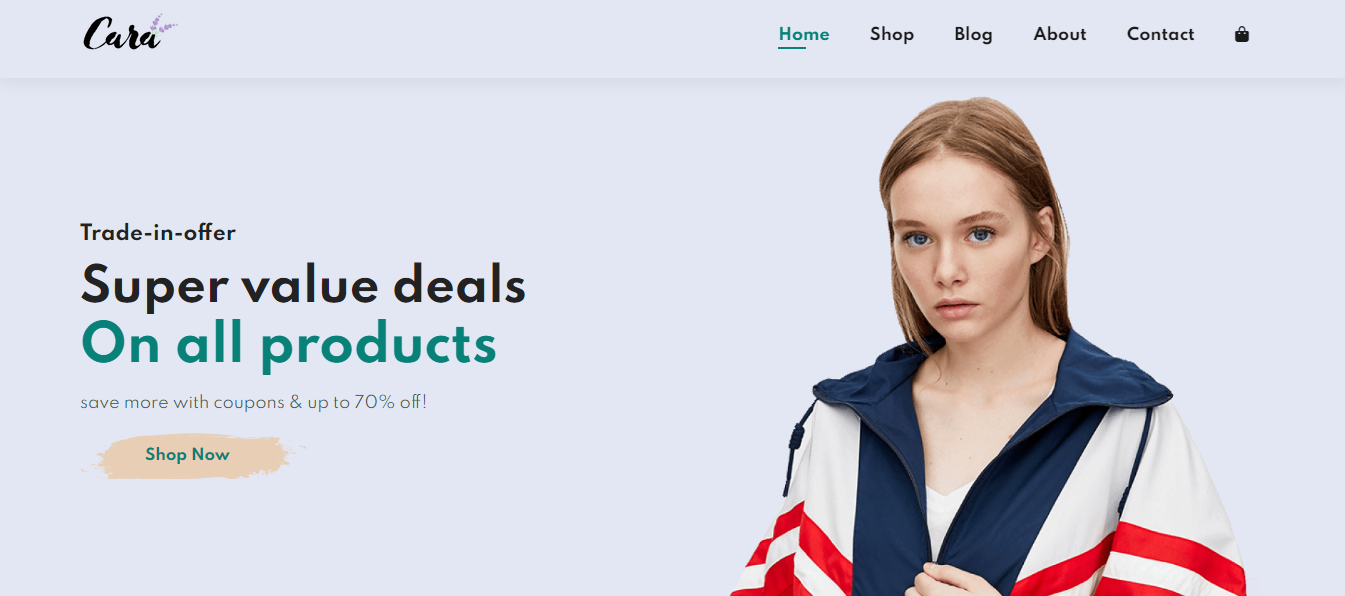 Cara
Home Shop Blog About Contact
Trade-in-offer
Super value deals
On all products
save more with coupons & up to 70% off!
Shop Now